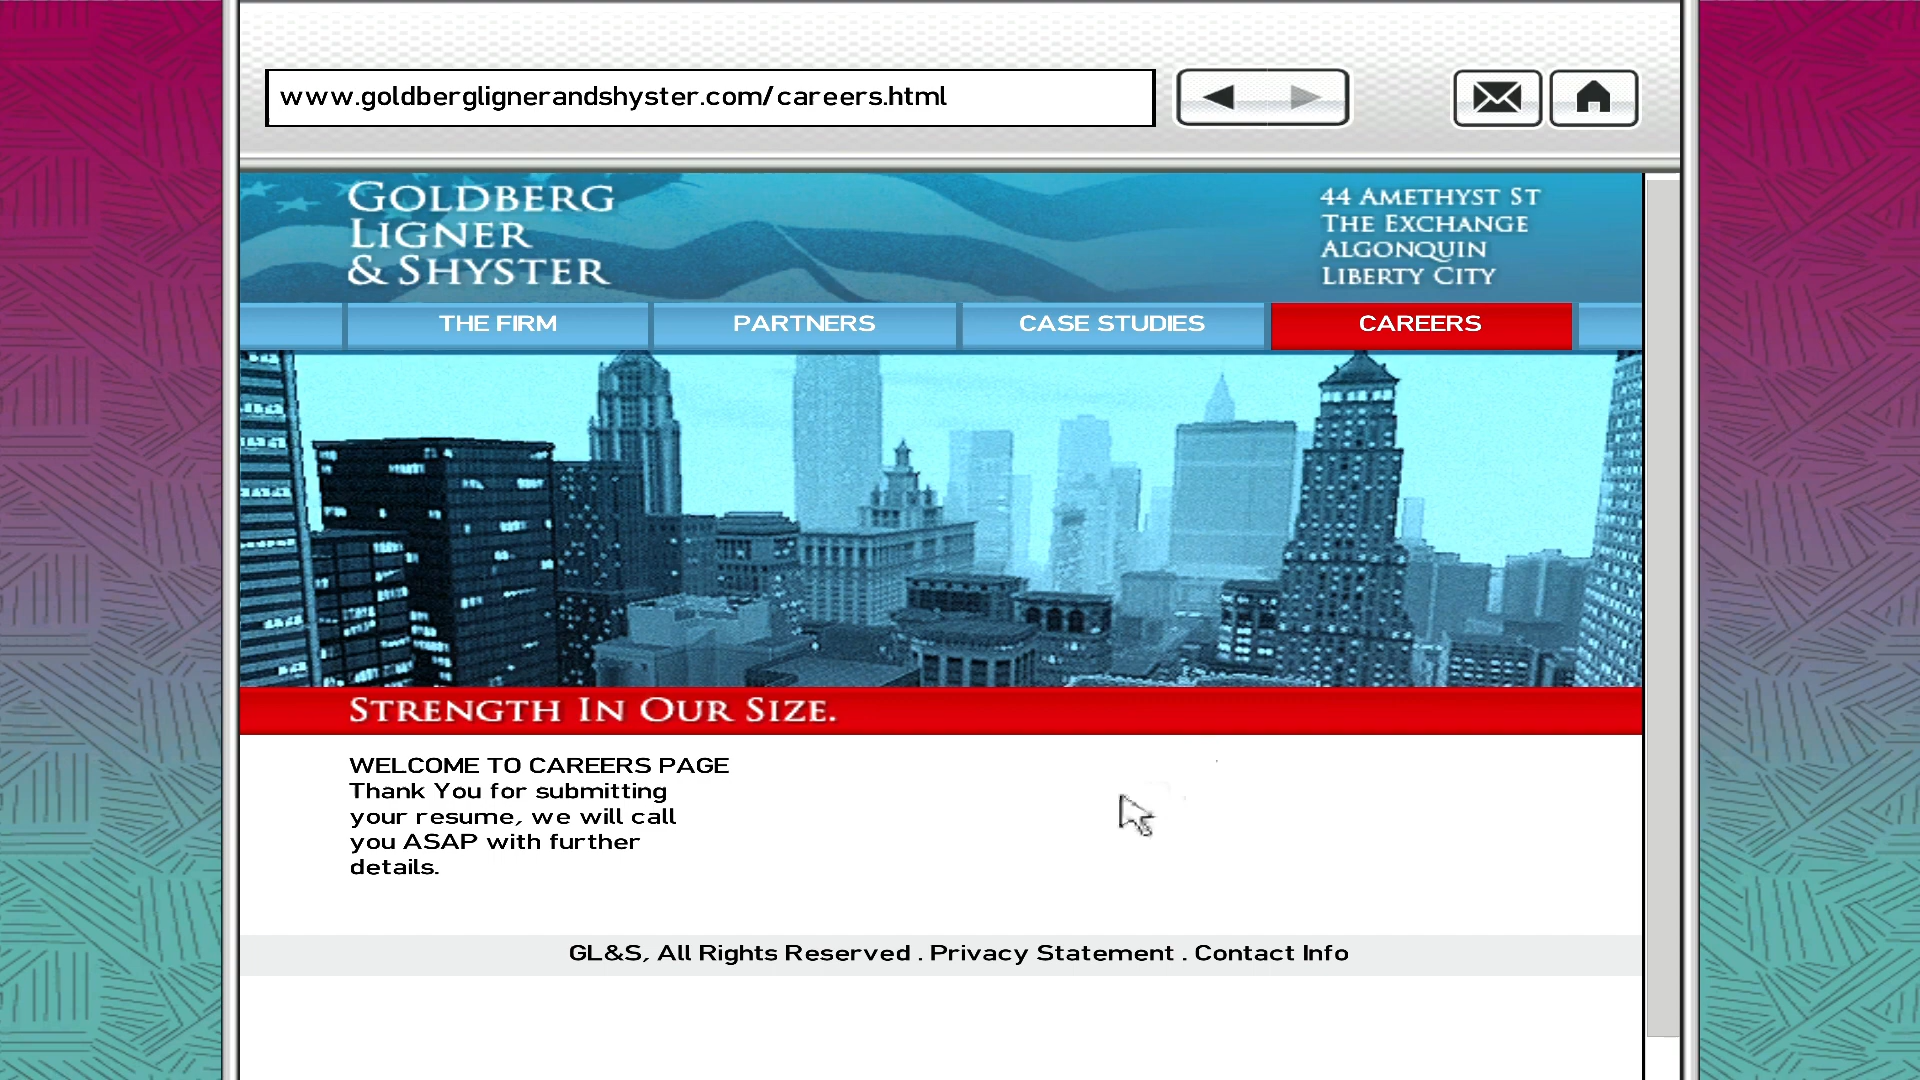 www.goldberglignerandshyster.com/careers.html
GOLDBERG
LIGNER
& SHYSTER
44 AMETHYST ST
THE EXCHANGE
ALGONQUIN
LIBERTY CITY
THE FIRM
PARTNERS
CASE STUDIES
CAREERS
STRENGTH IN OUR SIZE.
WELCOME TO CAREERS PAGE
Thank You for submitting
your resume, we will call
you ASAP with further
details.
GL&S, All Rights Reserved . Privacy Statement . Contact Info